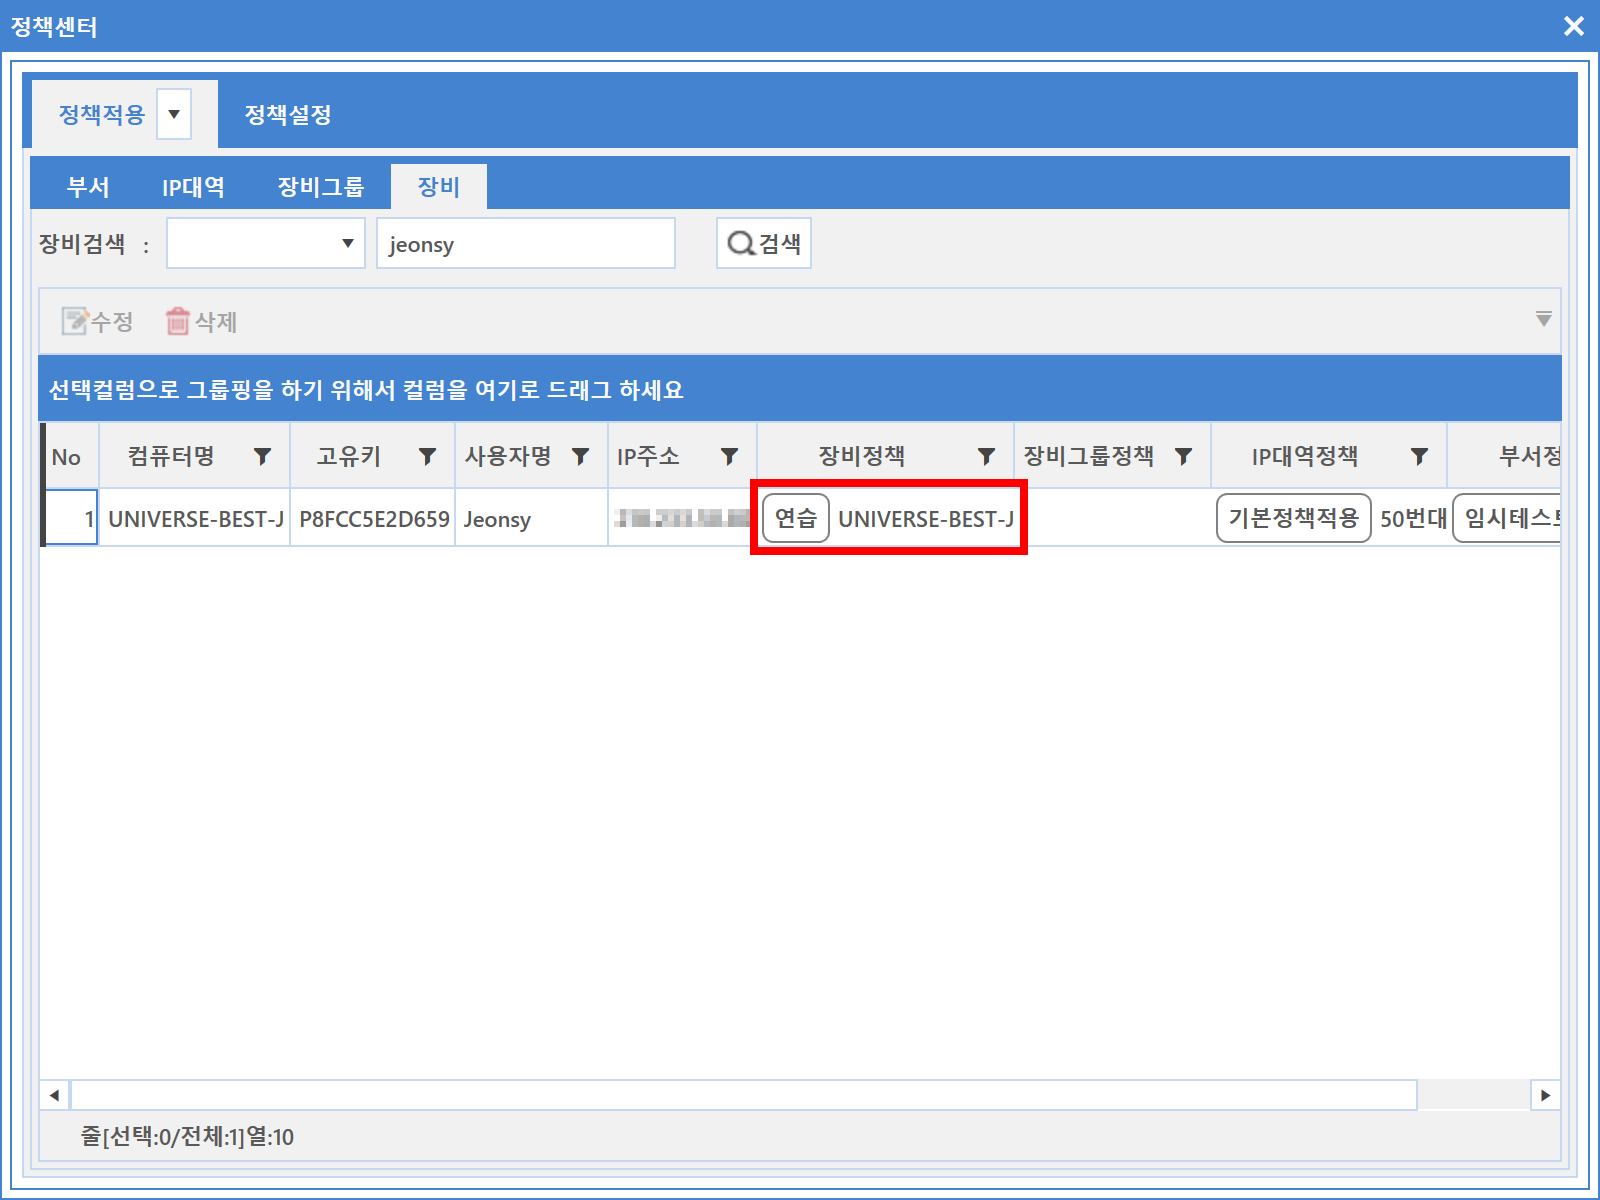 정책센터
정책적용 정책설정
부서 IP대역 장비그룹 장비
장비검색 : jeonsy 검색
수정 삭제
선택컬럼으로 그룹핑을 하기 위해서 컬럼을 여기로 드래그 하세요
No 컴퓨터명 고유키 사용자명 IP주소 장비정책 장비그룹정책 IP대역정책 부서정
1 UNIVERSE-BEST-J P8FCC5E2D659 Jeonsy 연습 UNIVERSE-BEST-J 기본정책적용 50번대 임시테스트
줄[선택:0/전체:1]열:10